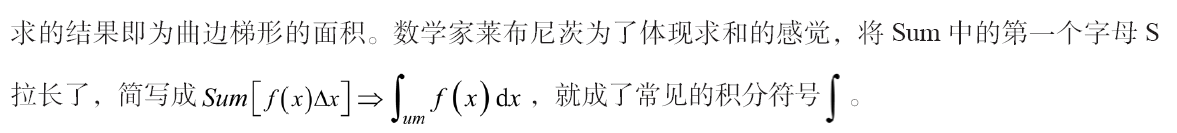 求的结果即为曲边梯形的面积。数学家莱布尼茨为了体现求和的感觉，将 Sum 中的第一个字母 S
拉长了，简写成 Sum[f(x)Δx]⇒∫um f(x)dx，就成了常见的积分符号∫。